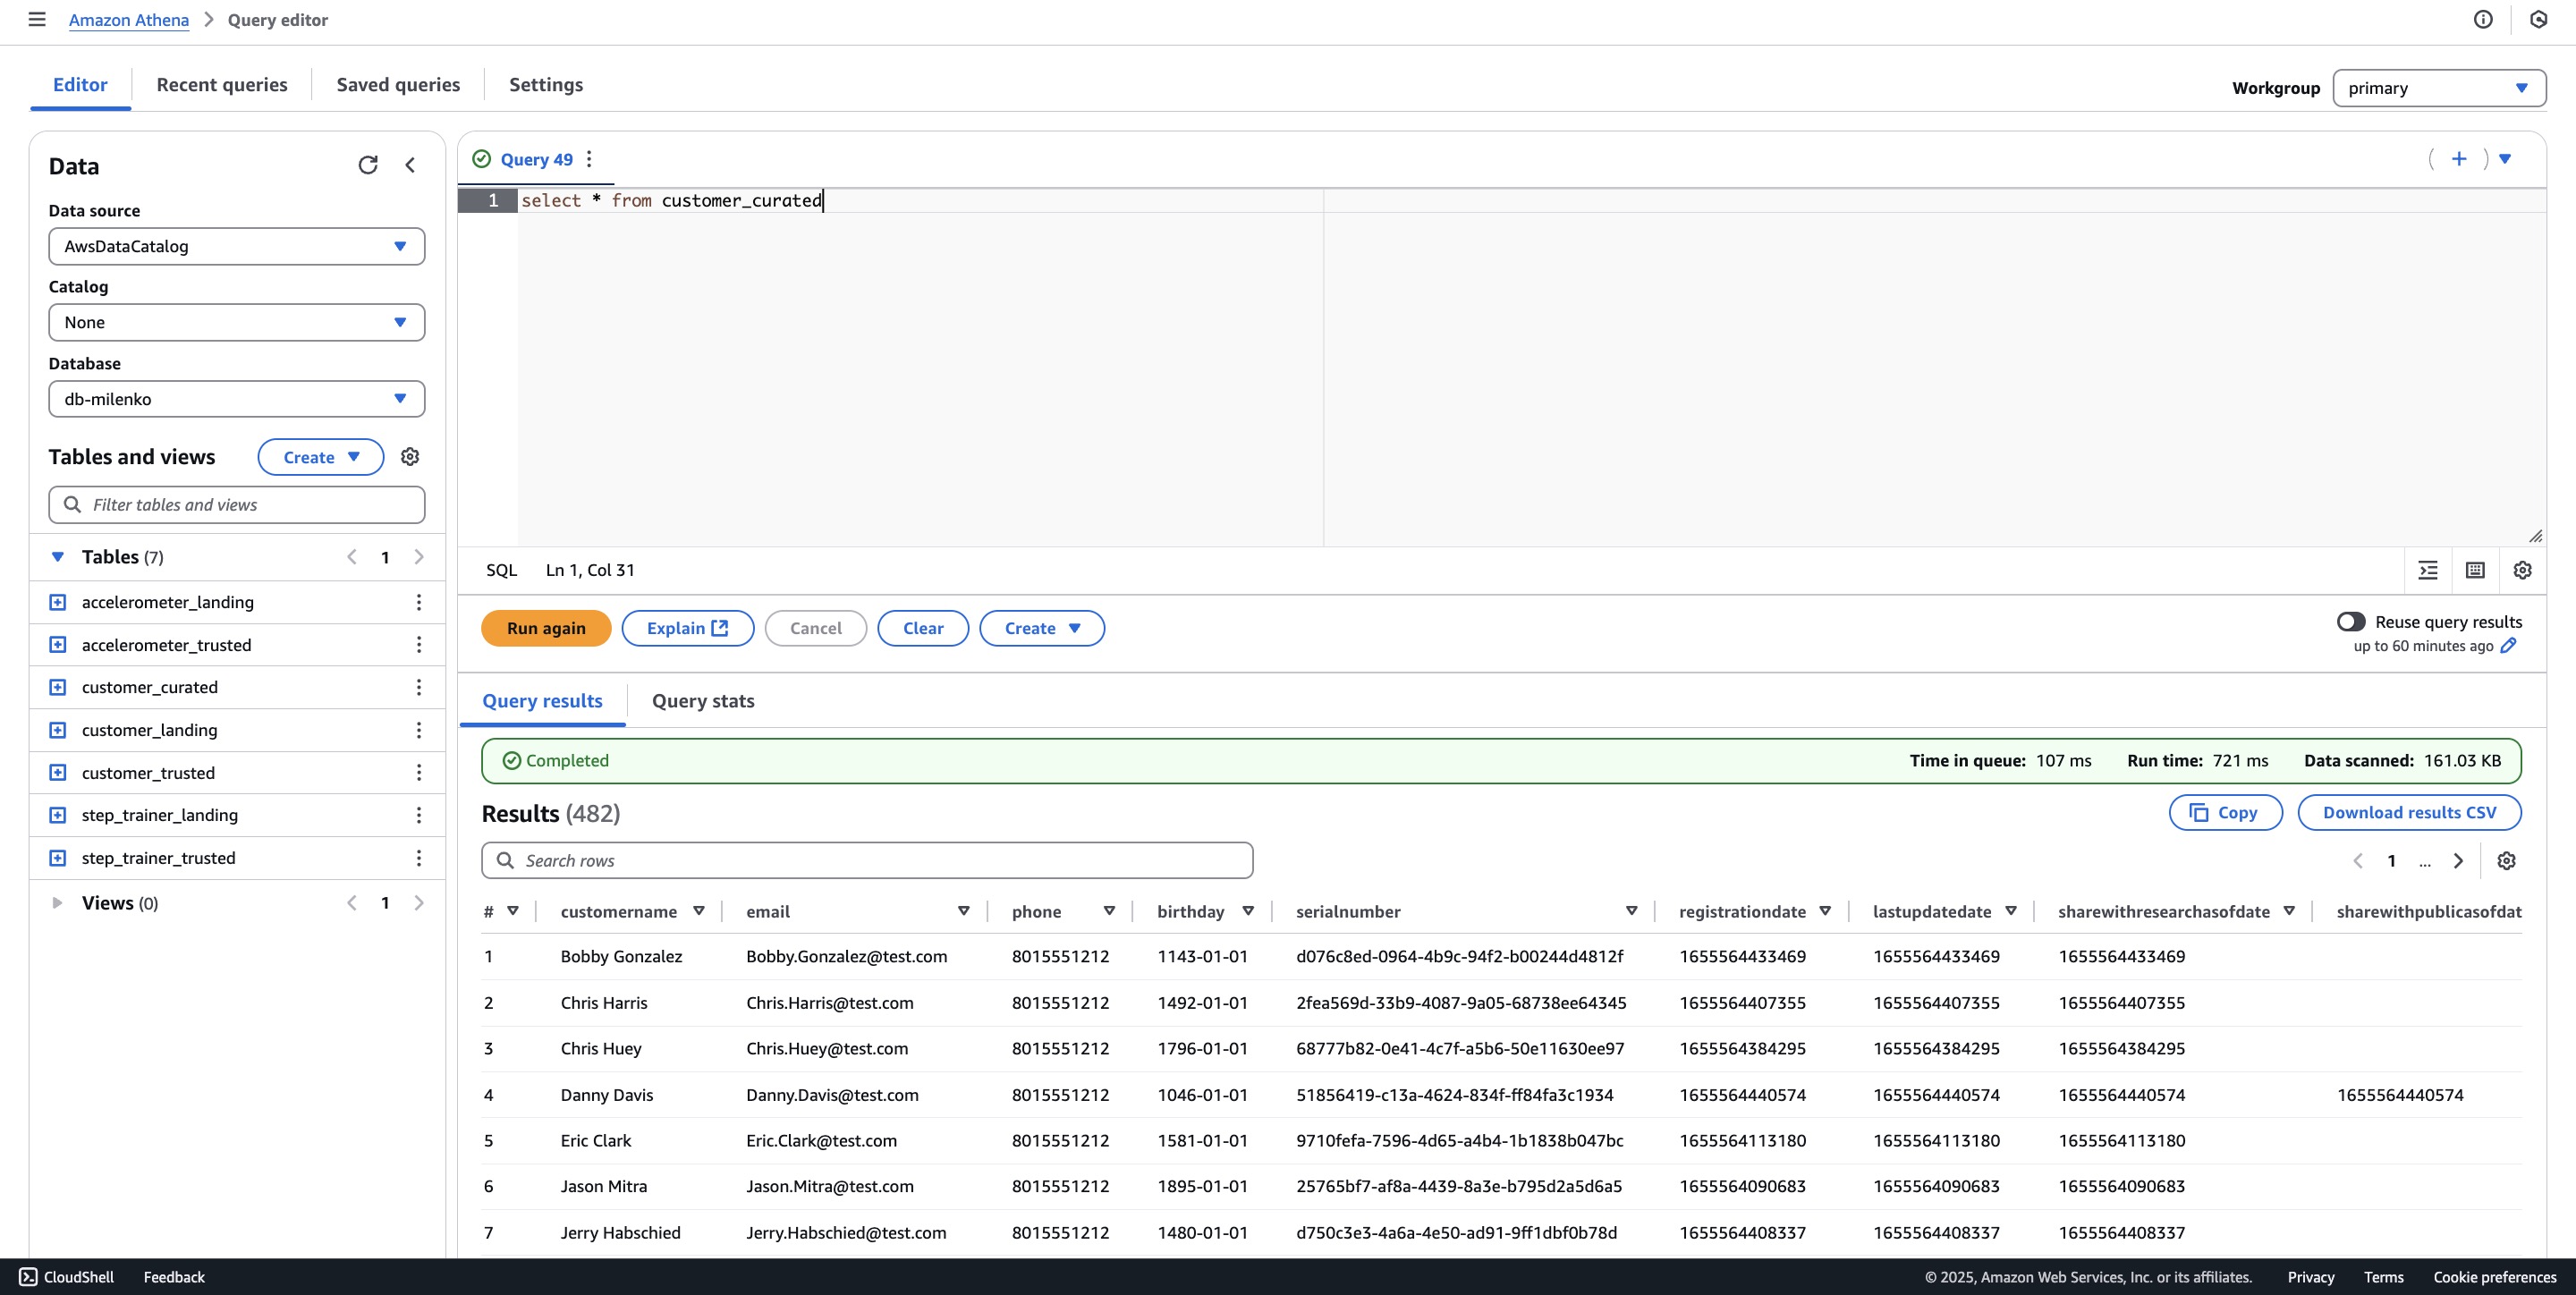 Amazon Athena > Query editor
Editor Recent queries Saved queries Settings
Workgroup primary
Data
Data source
AwsDataCatalog
Catalog
None
Database
db-milenko
Tables and views Create
Filter tables and views
Tables (7) < 1 >
accelerometer_landing
accelerometer_trusted
customer_curated
customer_landing
customer_trusted
step_trainer_landing
step_trainer_trusted
Views (0) < 1 >
Query 49
1 select * from customer_curated
SQL Ln 1, Col 31
Run again Explain Cancel Clear Create
Reuse query results
up to 60 minutes ago
Query results Query stats
Completed Time in queue: 107 ms Run time: 721 ms Data scanned: 161.03 KB
Results (482) Copy Download results CSV
Search rows < 1 ... >
# customername email phone birthday serialnumber registrationdate lastupdatedate sharewithresearchasofdate sharewithpublicasofdat
1 Bobby Gonzalez Bobby.Gonzalez@test.com 8015551212 1143-01-01 d076c8ed-0964-4b9c-94f2-b00244d4812f 1655564433469 1655564433469 1655564433469
2 Chris Harris Chris.Harris@test.com 8015551212 1492-01-01 2fea569d-33b9-4087-9a05-68738ee64345 1655564407355 1655564407355 1655564407355
3 Chris Huey Chris.Huey@test.com 8015551212 1796-01-01 68777b82-0e41-4c7f-a5b6-50e11630ee97 1655564384295 1655564384295 1655564384295
4 Danny Davis Danny.Davis@test.com 8015551212 1046-01-01 51856419-c13a-4624-834f-ff84fa3c1934 1655564440574 1655564440574 1655564440574 1655564440574
5 Eric Clark Eric.Clark@test.com 8015551212 1581-01-01 9710fefa-7596-4d65-a4b4-1b1838b047bc 1655564113180 1655564113180 1655564113180
6 Jason Mitra Jason.Mitra@test.com 8015551212 1895-01-01 25765bf7-af8a-4439-8a3e-b795d2a5d6a5 1655564090683 1655564090683 1655564090683
7 Jerry Habschied Jerry.Habschied@test.com 8015551212 1480-01-01 d750c3e3-4a6a-4e50-ad91-9ff1dbf0b78d 1655564408337 1655564408337 1655564408337
CloudShell Feedback © 2025, Amazon Web Services, Inc. or its affiliates. Privacy Terms Cookie preferences